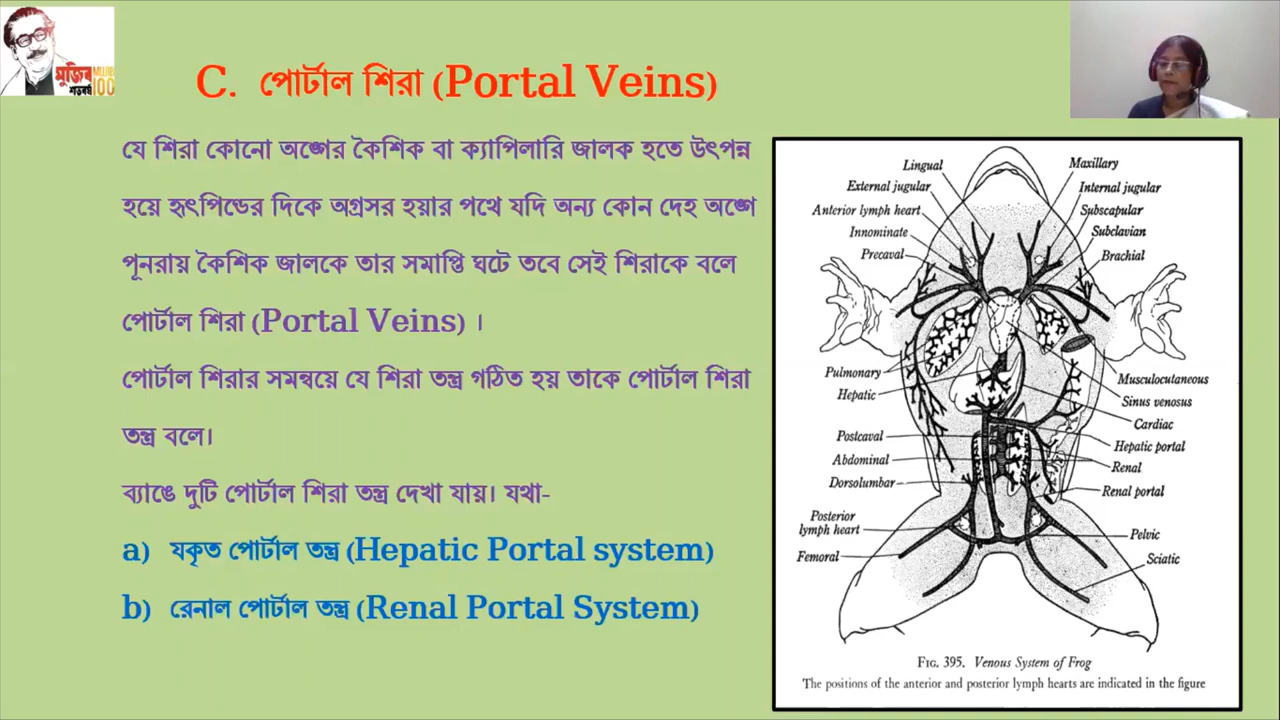 মুজিব
শতবর্ষ
MUJIB
100
C. পোর্টাল শিরা (Portal Veins)
যে শিরা কোনো অঙ্গের কৈশিক বা ক্যাপিলারি জালক হতে উৎপন্ন
হয়ে হৃৎপিন্ডের দিকে অগ্রসর হয়ার পথে যদি অন্য কোন দেহ অঙ্গে
পূনরায় কৈশিক জালকে তার সমাপ্তি ঘটে তবে সেই শিরাকে বলে
পোর্টাল শিরা (Portal Veins) ।
পোর্টাল শিরার সমন্বয়ে যে শিরা তন্ত্র গঠিত হয় তাকে পোর্টাল শিরা
তন্ত্র বলে।
ব্যাঙে দুটি পোর্টাল শিরা তন্ত্র দেখা যায়। যথা-
a) যকৃত পোর্টাল তন্ত্র (Hepatic Portal system)
b) রেনাল পোর্টাল তন্ত্র (Renal Portal System)
Lingual
External jugular
Anterior lymph heart
Innominate
Precaval
Pulmonary
Hepatic
Postcaval
Abdominal
Dorsolumbar
Posterior
lymph heart
Femoral
Maxillary
Internal jugular
Subscapular
Subclavian
Brachial
Musculocutaneous
Sinus venosus
Cardiac
Hepatic portal
Renal
Renal portal
Pelvic
Sciatic
FIG. 395. Venous System of Frog
The positions of the anterior and posterior lymph hearts are indicated in the figure